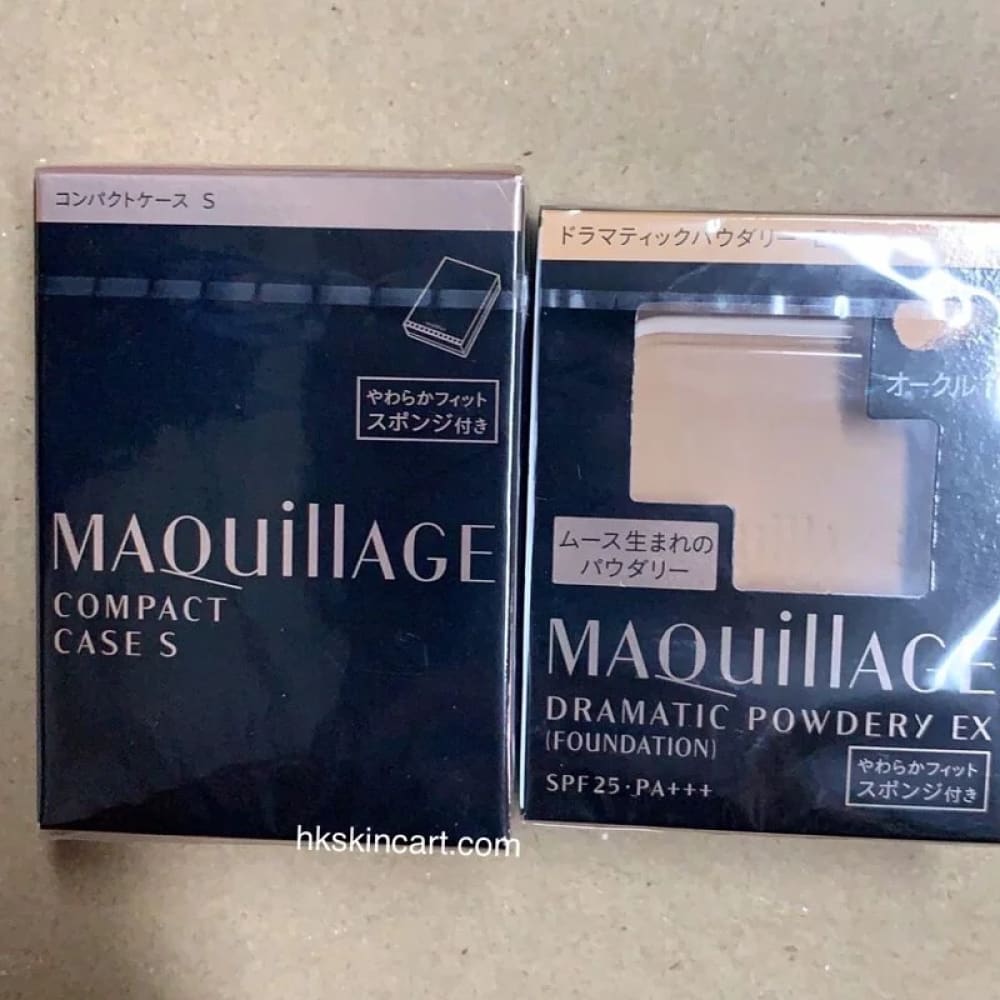 コンパクトケース S
やわらかフィット
スポンジ付き
MAQuillAGE
COMPACT
CASE S
ドラマティックパウダリー
オークル
ムース生まれの
パウダリー
MAQuillAGE
DRAMATIC POWDERY EX
(FOUNDATION)
SPF25·PA+++
やわらかフィット
スポンジ付き
hkskincart.com